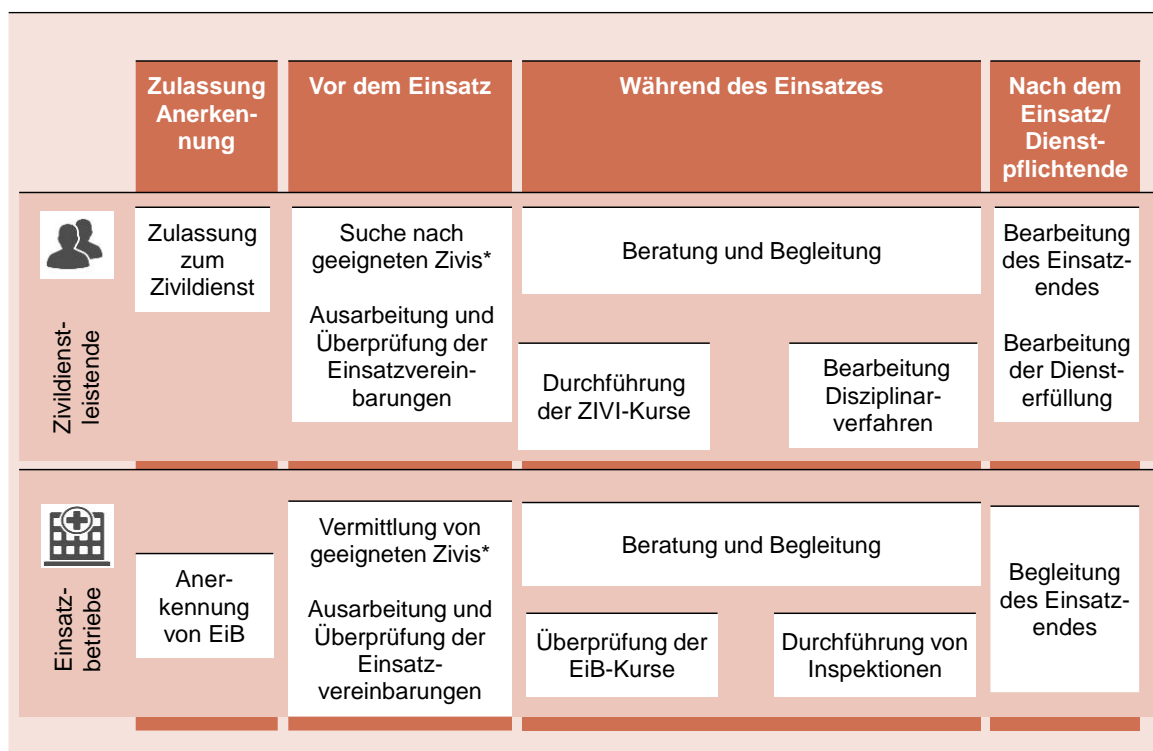 Zulassung
Anerken-
nung
Vor dem Einsatz
Während des Einsatzes
Nach dem
Einsatz/
Dienst-
pflichtende
Zivildienst-
leistende
Zulassung
zum
Zivildienst
Suche nach
geeigneten Zivis*
Ausarbeitung und
Überprüfung der
Einsatzverein-
barungen
Beratung und Begleitung
Durchführung
der ZIVI-Kurse
Bearbeitung
Disziplinar-
verfahren
Bearbeitung
des Einsatz-
endes
Bearbeitung
der Dienst-
erfüllung
Einsatz-
betriebe
Aner-
kennung
von EiB
Vermittlung von
geeigneten Zivis*
Ausarbeitung und
Überprüfung der
Einsatz-
vereinbarungen
Beratung und Begleitung
Überprüfung der
EiB-Kurse
Durchführung von
Inspektionen
Begleitung
des Einsatz-
endes